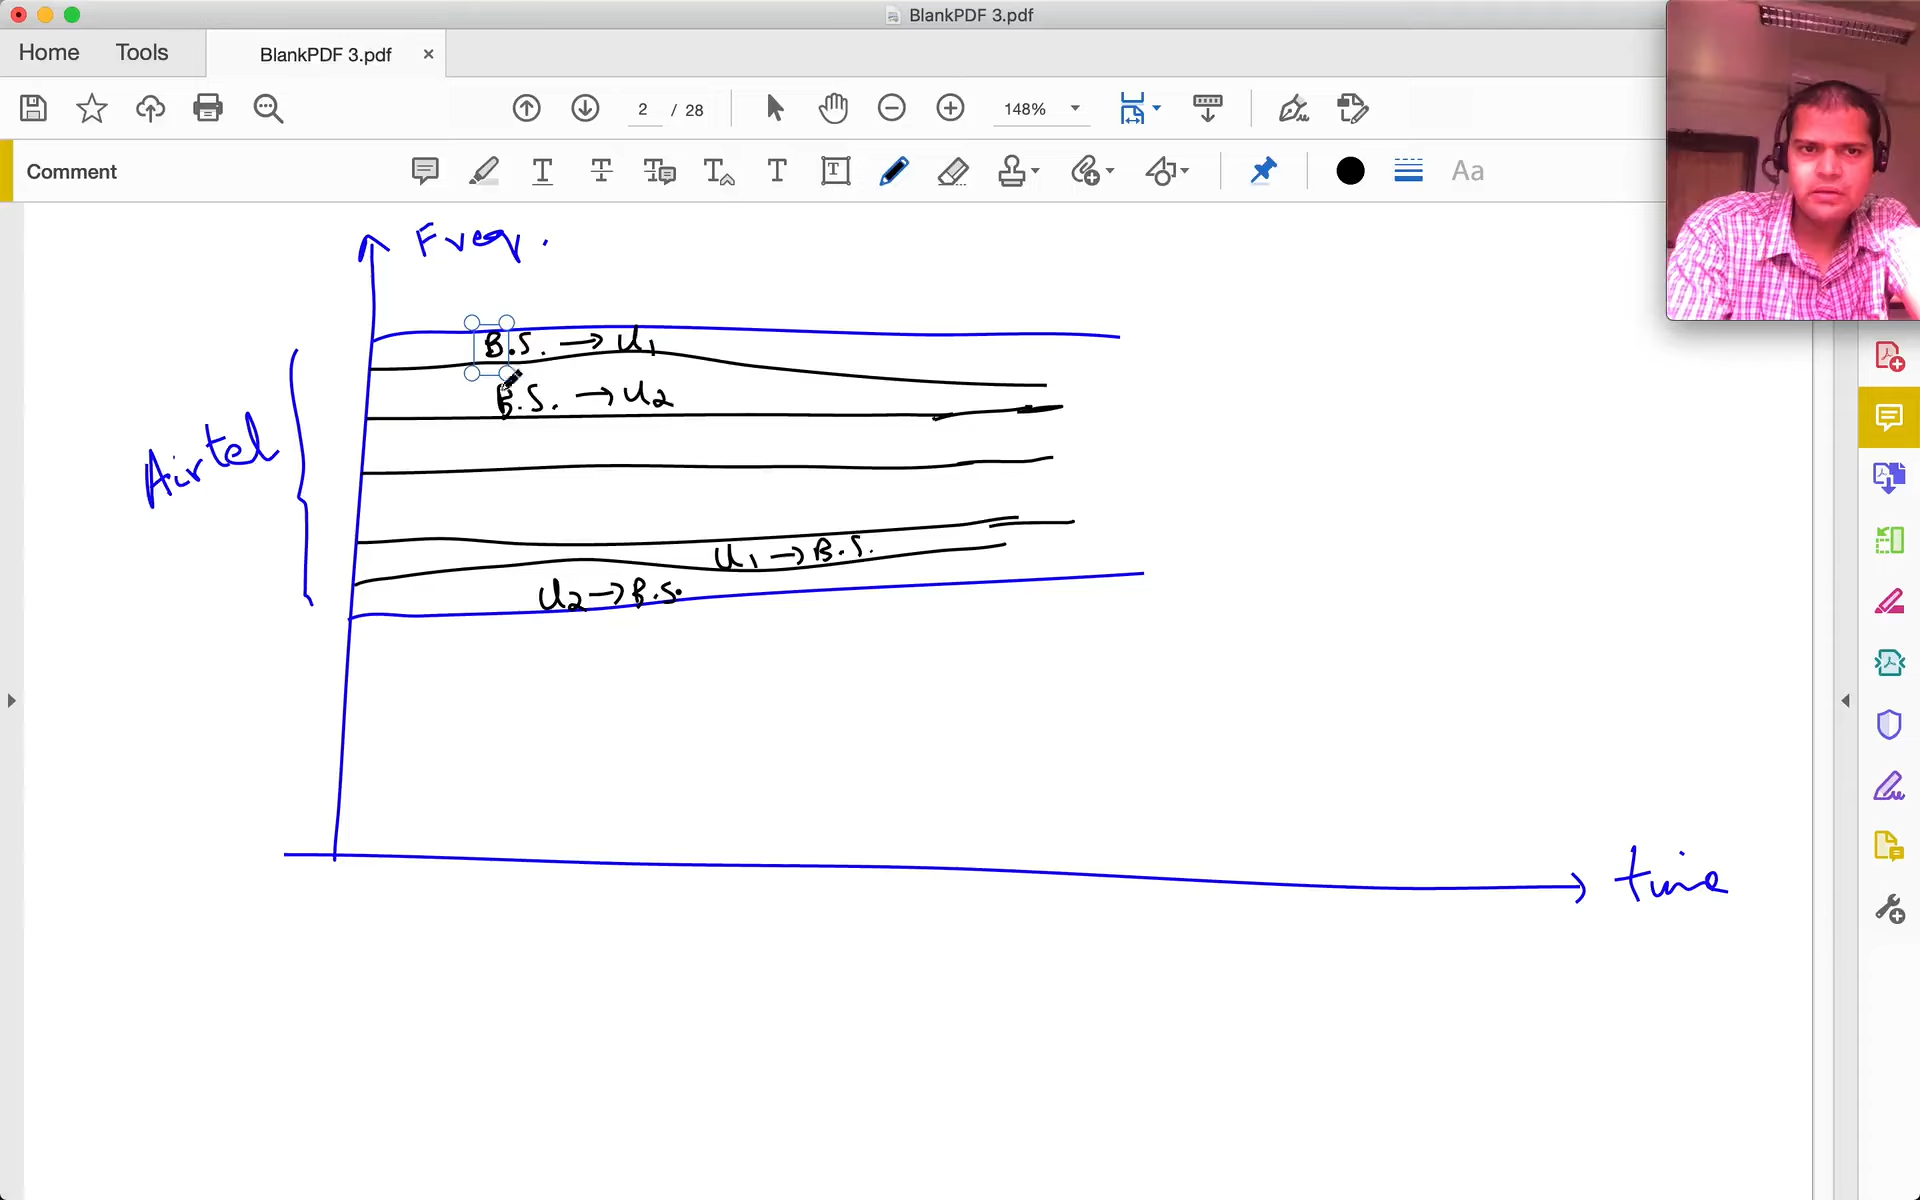 BlankPDF 3.pdf
Home
Tools
BlankPDF 3.pdf
2 / 28
148%
Comment
Aa
Freq.
B.S. → U1
B.S. → U2
Airtel
U1 → B.S.
U2 → B.S.
time